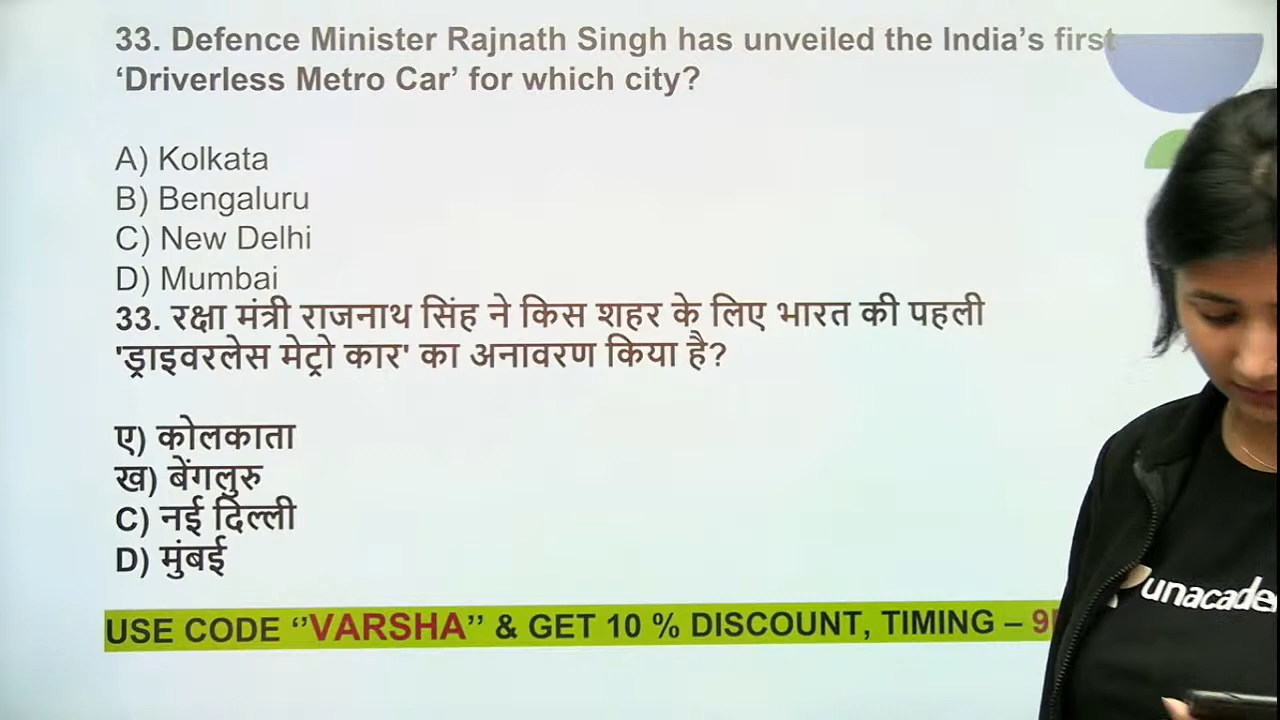 33. Defence Minister Rajnath Singh has unveiled the India’s first
‘Driverless Metro Car’ for which city?
A) Kolkata
B) Bengaluru
C) New Delhi
D) Mumbai
33. रक्षा मंत्री राजनाथ सिंह ने किस शहर के लिए भारत की पहली
'ड्राइवरलेस मेट्रो कार' का अनावरण किया है?
ए) कोलकाता
ख) बेंगलुरु
C) नई दिल्ली
D) मुंबई
USE CODE ‘’VARSHA’’ & GET 10 % DISCOUNT, TIMING – 9
unacade